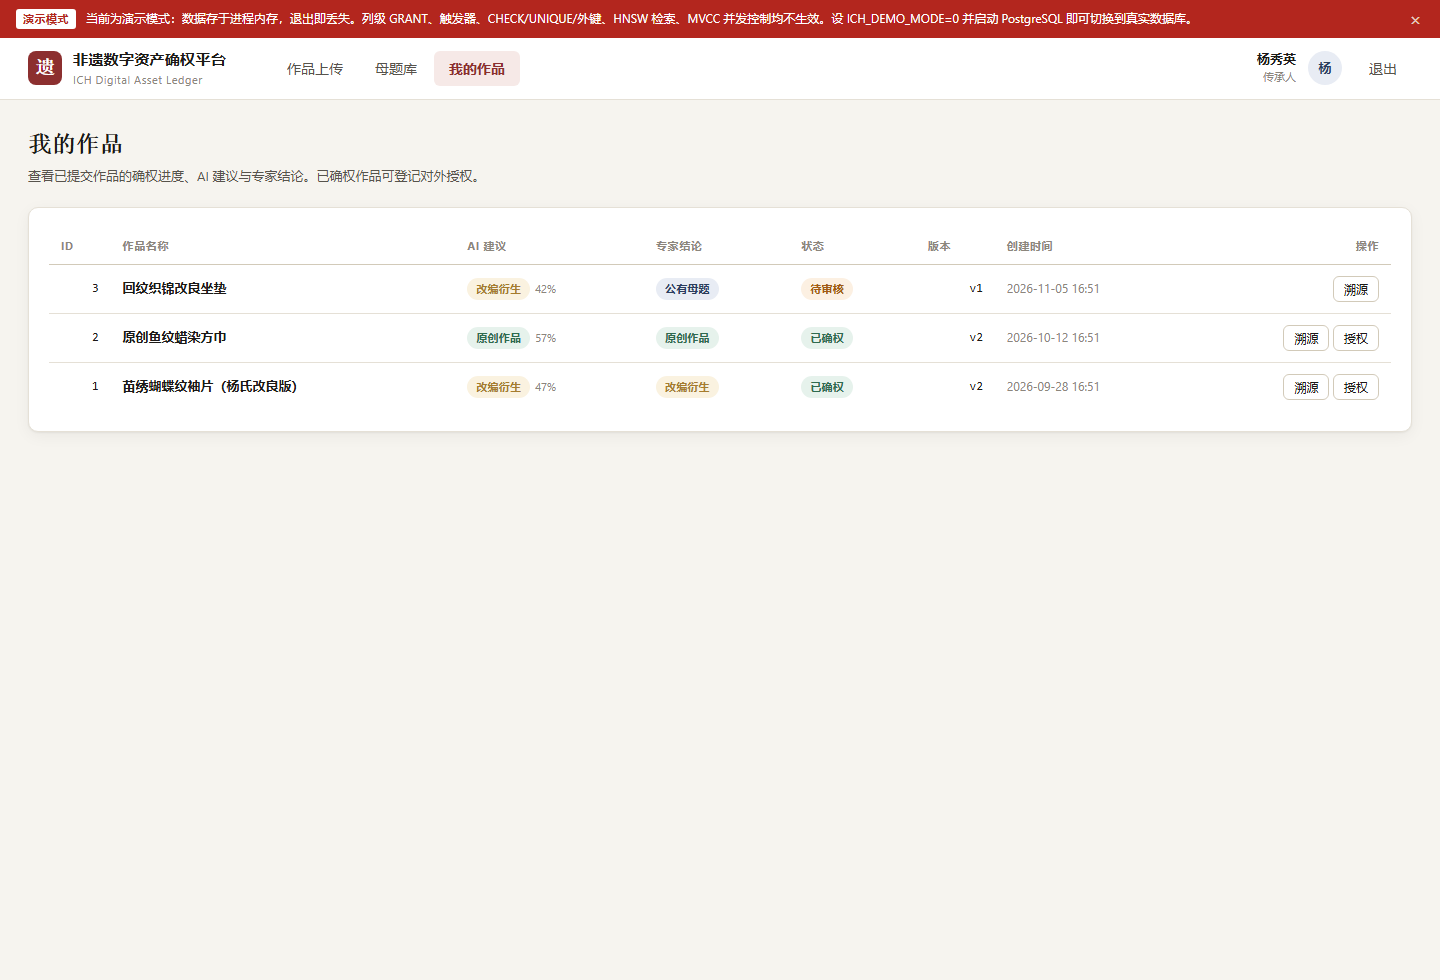 演示模式 当前为演示模式：数据存于进程内存，退出即丢失。列级 GRANT、触发器、CHECK/UNIQUE/外键、HNSW 检索、MVCC 并发控制均不生效。设 ICH_DEMO_MODE=0 并启动 PostgreSQL 即可切换到真实数据库。 ×
遗 非遗数字资产确权平台
ICH Digital Asset Ledger
作品上传 母题库 我的作品
杨秀英
传承人
杨 退出
我的作品
查看已提交作品的确权进度、AI 建议与专家结论。已确权作品可登记对外授权。
ID 作品名称 AI 建议 专家结论 状态 版本 创建时间 操作
3 回纹织锦改良坐垫 改编衍生 42% 公有母题 待审核 v1 2026-11-05 16:51 溯源
2 原创鱼纹蜡染方巾 原创作品 57% 原创作品 已确权 v2 2026-10-12 16:51 溯源 授权
1 苗绣蝴蝶纹袖片（杨氏改良版） 改编衍生 47% 改编衍生 已确权 v2 2026-09-28 16:51 溯源 授权